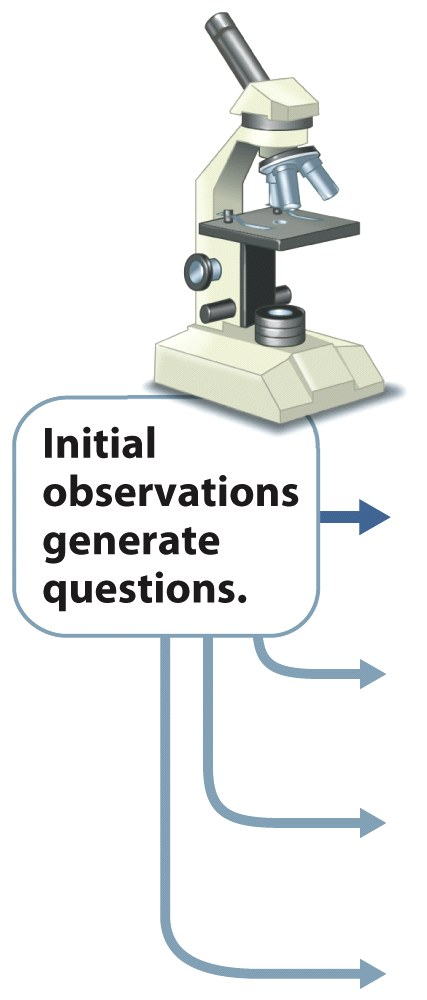 Initial
observations
generate
questions.